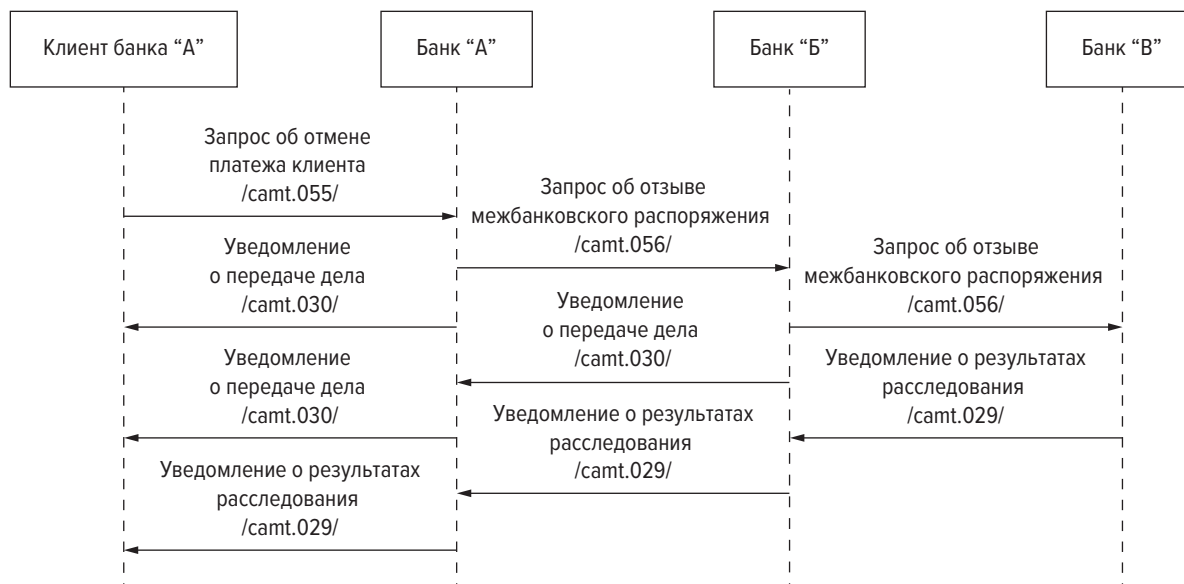 Клиент банка “А”
Банк “А”
Банк “Б”
Банк “В”
Запрос об отмене
платежа клиента
/camt.055/
Запрос об отзыве
межбанковского распоряжения
/camt.056/
Запрос об отзыве
межбанковского распоряжения
/camt.056/
Уведомление
о передаче дела
/camt.030/
Уведомление
о передаче дела
/camt.030/
Уведомление
о передаче дела
/camt.030/
Уведомление о результатах
расследования
/camt.029/
Уведомление о результатах
расследования
/camt.029/
Уведомление о результатах
расследования
/camt.029/